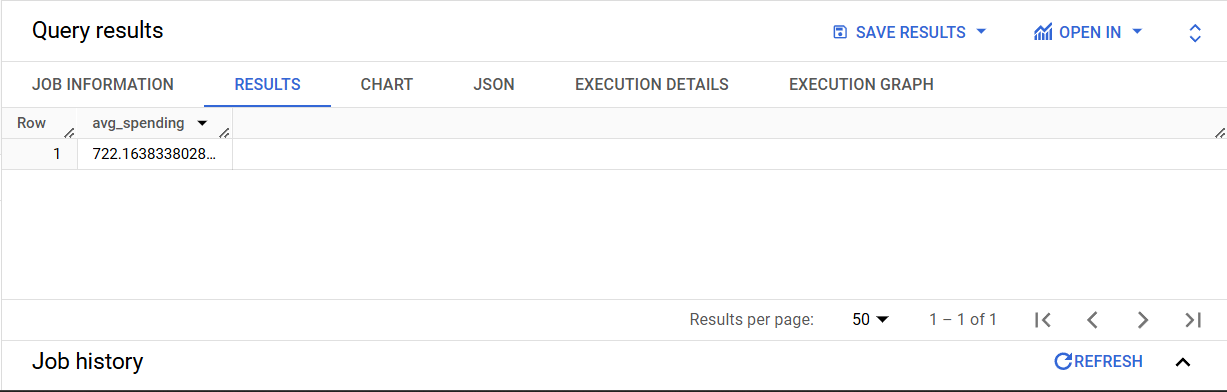 Query results
SAVE RESULTS
OPEN IN
JOB INFORMATION
RESULTS
CHART
JSON
EXECUTION DETAILS
EXECUTION GRAPH
Row
avg_spending
1
722.1638338028…
Results per page:
50
1 – 1 of 1
Job history
REFRESH